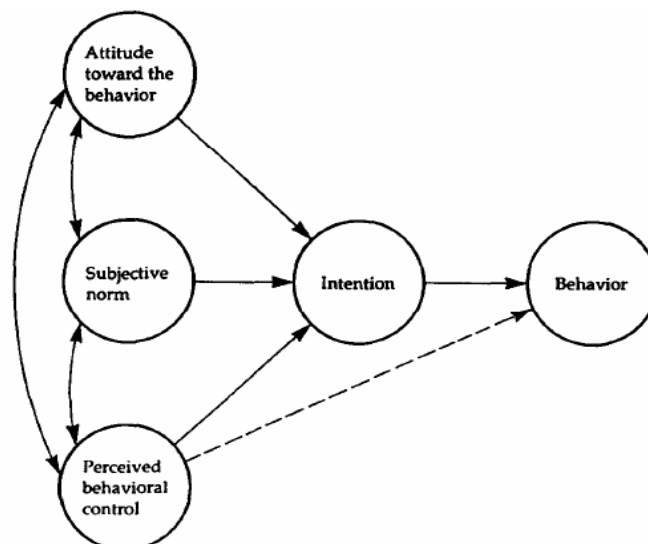 Attitude
toward the
behavior
Subjective
norm
Intention
Behavior
Perceived
behavioral
control